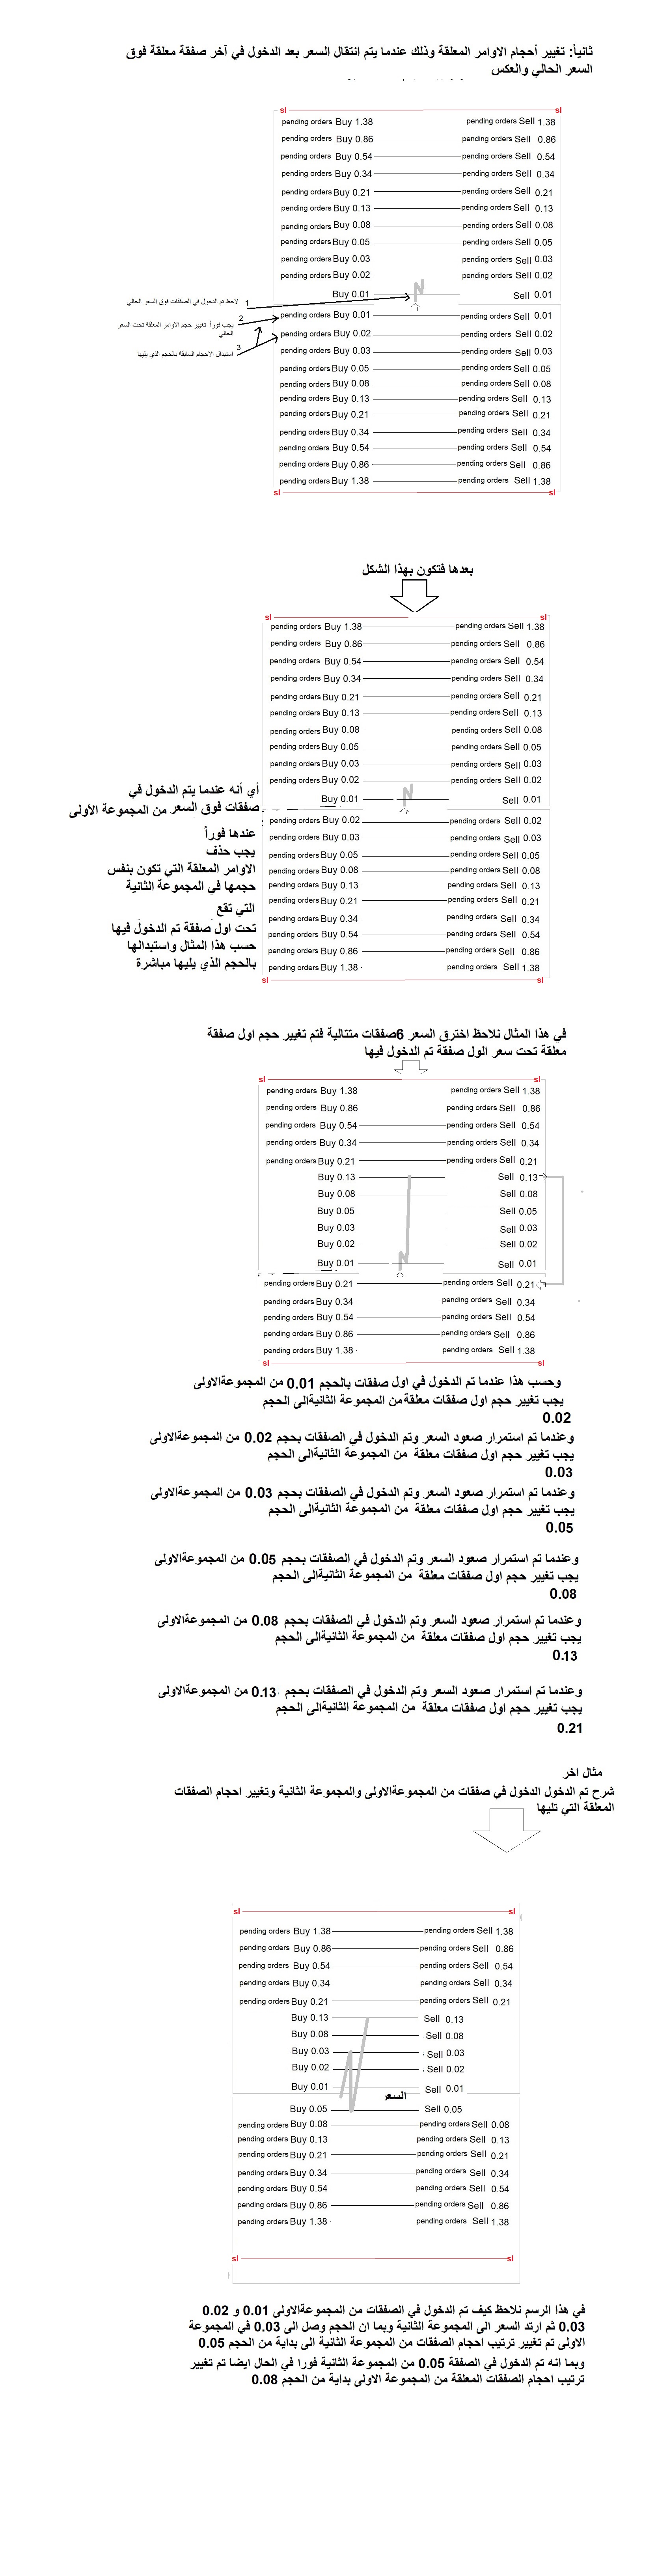 ثانياً: تغيير أحجام الاوامر المعلقة وذلك عندما يتم انتقال السعر بعد الدخول في آخر صفقة معلقة فوق
السعر الحالي والعكس
sl sl
pending orders Buy 1.38 pending orders Sell 1.38
pending orders Buy 0.86 pending orders Sell 0.86
pending orders Buy 0.54 pending orders Sell 0.54
pending orders Buy 0.34 pending orders Sell 0.34
pending orders Buy 0.21 pending orders Sell 0.21
pending orders Buy 0.13 pending orders Sell 0.13
pending orders Buy 0.08 pending orders Sell 0.08
pending orders Buy 0.05 pending orders Sell 0.05
pending orders Buy 0.03 pending orders Sell 0.03
pending orders Buy 0.02 pending orders Sell 0.02
Buy 0.01 Sell 0.01
1 لاحظ تم الدخول في الصفقات فوق السعر الحالي
2 يجب فوراً تغيير حجم الاوامر المعلقة تحت السعر
الحالي
3 استبدال الاحجام السابقة بالحجم الذي يليها
pending orders Buy 0.01 pending orders Sell 0.01
pending orders Buy 0.02 pending orders Sell 0.02
pending orders Buy 0.03 pending orders Sell 0.03
pending orders Buy 0.05 pending orders Sell 0.05
pending orders Buy 0.08 pending orders Sell 0.08
pending orders Buy 0.13 pending orders Sell 0.13
pending orders Buy 0.21 pending orders Sell 0.21
pending orders Buy 0.34 pending orders Sell 0.34
pending orders Buy 0.54 pending orders Sell 0.54
pending orders Buy 0.86 pending orders Sell 0.86
pending orders Buy 1.38 pending orders Sell 1.38
sl sl
بعدها فتكون بهذا الشكل
sl sl
pending orders Buy 1.38 pending orders Sell 1.38
pending orders Buy 0.86 pending orders Sell 0.86
pending orders Buy 0.54 pending orders Sell 0.54
pending orders Buy 0.34 pending orders Sell 0.34
pending orders Buy 0.21 pending orders Sell 0.21
pending orders Buy 0.13 pending orders Sell 0.13
pending orders Buy 0.08 pending orders Sell 0.08
pending orders Buy 0.05 pending orders Sell 0.05
pending orders Buy 0.03 pending orders Sell 0.03
pending orders Buy 0.02 pending orders Sell 0.02
Buy 0.01 Sell 0.01
pending orders Buy 0.02 pending orders Sell 0.02
pending orders Buy 0.03 pending orders Sell 0.03
pending orders Buy 0.05 pending orders Sell 0.05
pending orders Buy 0.08 pending orders Sell 0.08
pending orders Buy 0.13 pending orders Sell 0.13
pending orders Buy 0.21 pending orders Sell 0.21
pending orders Buy 0.34 pending orders Sell 0.34
pending orders Buy 0.54 pending orders Sell 0.54
pending orders Buy 0.86 pending orders Sell 0.86
pending orders Buy 1.38 pending orders Sell 1.38
sl sl
أي أنه عندما يتم الدخول في
صفقات فوق السعر من المجموعة الأولى
عندها فوراً
يجب حذف
الاوامر المعلقة التي تكون بنفس
حجمها في المجموعة الثانية
التي تقع
تحت اول صفقة تم الدخول فيها
حسب هذا المثال واستبدالها
بالحجم الذي يليها مباشرة
في هذا المثال نلاحظ اخترق السعر 6صفقات متتالية فتم تغيير حجم اول صفقة
معلقة تحت سعر الول صفقة تم الدخول فيها
sl sl
pending orders Buy 1.38 pending orders Sell 1.38
pending orders Buy 0.86 pending orders Sell 0.86
pending orders Buy 0.54 pending orders Sell 0.54
pending orders Buy 0.34 pending orders Sell 0.34
pending orders Buy 0.21 pending orders Sell 0.21
Buy 0.13 Sell 0.13
Buy 0.08 Sell 0.08
Buy 0.05 Sell 0.05
Buy 0.03 Sell 0.03
Buy 0.02 Sell 0.02
Buy 0.01 Sell 0.01
pending orders Buy 0.21 pending orders Sell 0.21
pending orders Buy 0.34 pending orders Sell 0.34
pending orders Buy 0.54 pending orders Sell 0.54
pending orders Buy 0.86 pending orders Sell 0.86
pending orders Buy 1.38 pending orders Sell 1.38
sl sl
وحسب هذا عندما تم الدخول في اول صفقات بالحجم 0.01 من المجموعةالاولى
يجب تغيير حجم اول صفقات معلقة من المجموعة الثانيةالى الحجم
0.02
وعندما تم استمرار صعود السعر وتم الدخول في الصفقات بحجم 0.02 من المجموعةالاولى
يجب تغيير حجم اول صفقات معلقة من المجموعة الثانيةالى الحجم
0.03
وعندما تم استمرار صعود السعر وتم الدخول في الصفقات بحجم 0.03 من المجموعةالاولى
يجب تغيير حجم اول صفقات معلقة من المجموعة الثانيةالى الحجم
0.05
وعندما تم استمرار صعود السعر وتم الدخول في الصفقات بحجم 0.05 من المجموعةالاولى
يجب تغيير حجم اول صفقات معلقة من المجموعة الثانيةالى الحجم
0.08
وعندما تم استمرار صعود السعر وتم الدخول في الصفقات بحجم 0.08 من المجموعةالاولى
يجب تغيير حجم اول صفقات معلقة من المجموعة الثانيةالى الحجم
0.13
وعندما تم استمرار صعود السعر وتم الدخول في الصفقات بحجم 0.13 من المجموعةالاولى
يجب تغيير حجم اول صفقات معلقة من المجموعة الثانيةالى الحجم
0.21
مثال اخر
شرح تم الدخول الدخول في صفقات من المجموعةالاولى والمجموعة الثانية وتغيير احجام الصفقات
المعلقة التي تليها
sl sl
pending orders Buy 1.38 pending orders Sell 1.38
pending orders Buy 0.86 pending orders Sell 0.86
pending orders Buy 0.54 pending orders Sell 0.54
pending orders Buy 0.34 pending orders Sell 0.34
pending orders Buy 0.21 pending orders Sell 0.21
Buy 0.13 Sell 0.13
Buy 0.08 Sell 0.08
Buy 0.03 Sell 0.03
Buy 0.02 Sell 0.02
Buy 0.01 Sell 0.01
السعر
Buy 0.05 Sell 0.05
pending orders Buy 0.08 pending orders Sell 0.08
pending orders Buy 0.13 pending orders Sell 0.13
pending orders Buy 0.21 pending orders Sell 0.21
pending orders Buy 0.34 pending orders Sell 0.34
pending orders Buy 0.54 pending orders Sell 0.54
pending orders Buy 0.86 pending orders Sell 0.86
pending orders Buy 1.38 pending orders Sell 1.38
sl sl
في هذا الرسم نلاحظ كيف تم الدخول في الصفقات من المجموعةالاولى 0.01 و 0.02
0.03 ثم ارتد السعر الى المجموعة الثانية وبما ان الحجم وصل الى 0.03 في المجموعة
الاولى تم تغيير ترتيب احجام الصفقات من المجموعة الثانية الى بداية من الحجم 0.05
وبما انه تم الدخول في الصفقة 0.05 من المجموعة الثانية فورا في الحال ايضا تم تغيير
ترتيب احجام الصفقات المعلقة من المجموعة الاولى بداية من الحجم 0.08